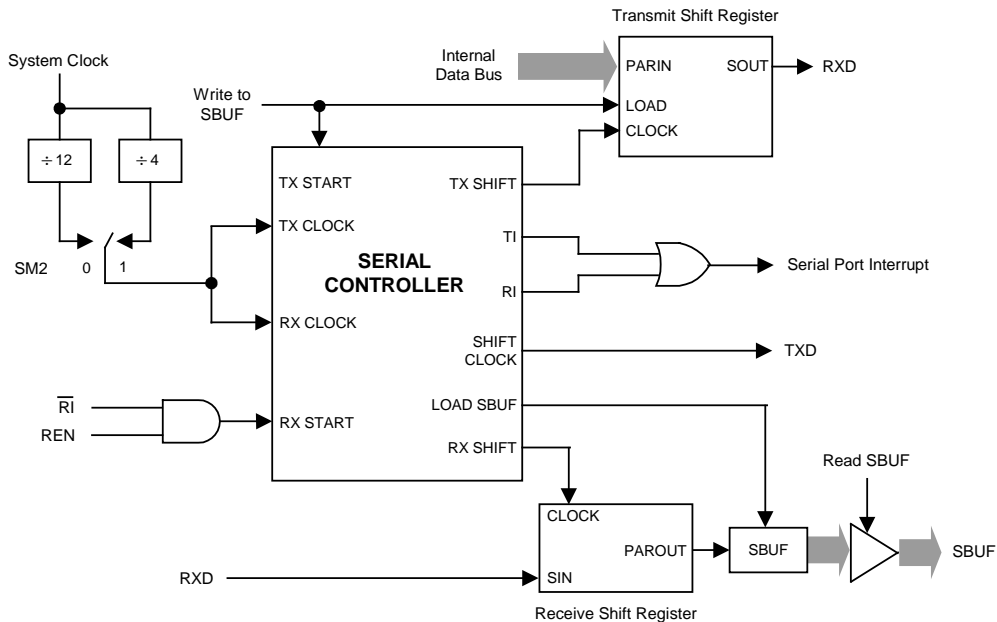 Transmit Shift Register
System Clock
Internal
Data Bus
PARIN
SOUT
RXD
Write to
SBUF
LOAD
CLOCK
÷ 12
÷ 4
TX START
TX SHIFT
TX CLOCK
TI
SERIAL
CONTROLLER
Serial Port Interrupt
SM2
0
1
RI
RX CLOCK
SHIFT
CLOCK
TXD
RI
REN
LOAD SBUF
RX START
RX SHIFT
Read SBUF
CLOCK
PAROUT
SBUF
SBUF
RXD
SIN
Receive Shift Register